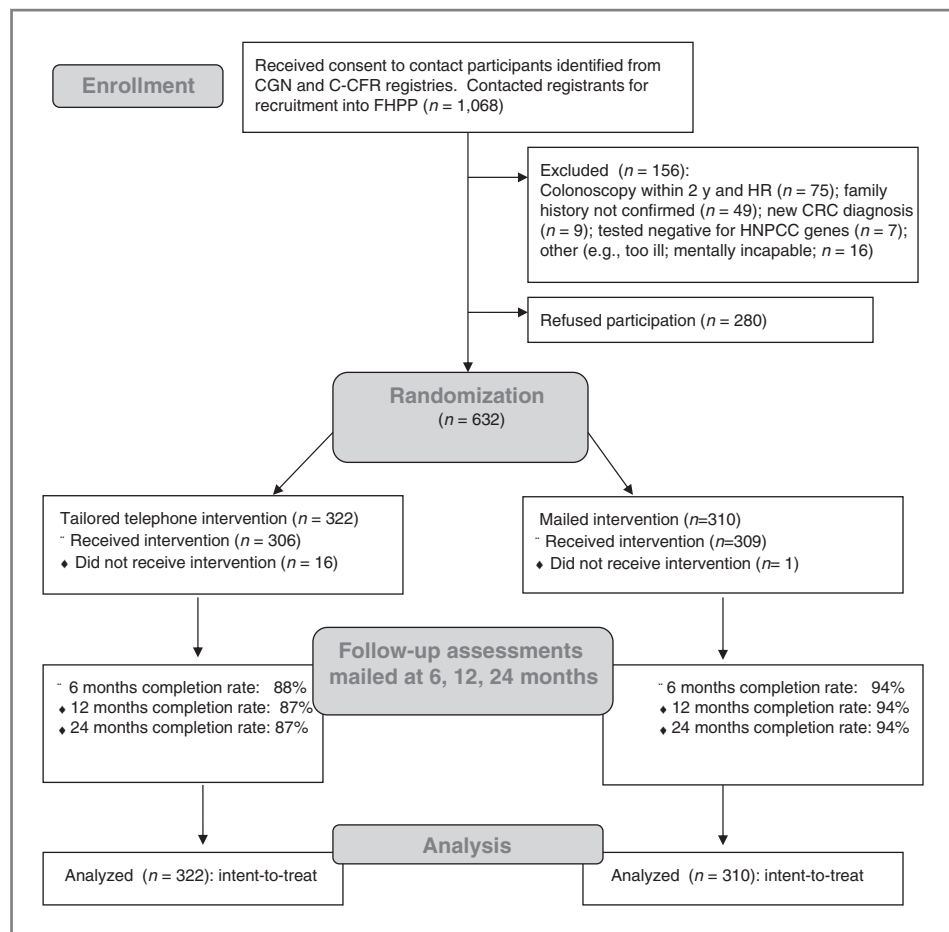 Enrollment
Received consent to contact participants identified from
CGN and C-CFR registries. Contacted registrants for
recruitment into FHPP (n = 1,068)
Excluded (n = 156):
Colonoscopy within 2 y and HR (n = 75); family
history not confirmed (n = 49); new CRC diagnosis
(n = 9); tested negative for HNPCC genes (n = 7);
other (e.g., too ill; mentally incapable; n = 16)
Refused participation (n = 280)
Randomization
(n = 632)
Tailored telephone intervention (n = 322)
¨ Received intervention (n = 306)
♦ Did not receive intervention (n = 16)
Mailed intervention (n=310)
¨ Received intervention (n=309)
♦ Did not receive intervention (n= 1)
Follow-up assessments
mailed at 6, 12, 24 months
¨ 6 months completion rate: 88%
♦ 12 months completion rate: 87%
♦ 24 months completion rate: 87%
¨ 6 months completion rate: 94%
♦ 12 months completion rate: 94%
♦ 24 months completion rate: 94%
Analysis
Analyzed (n = 322): intent-to-treat
Analyzed (n = 310): intent-to-treat